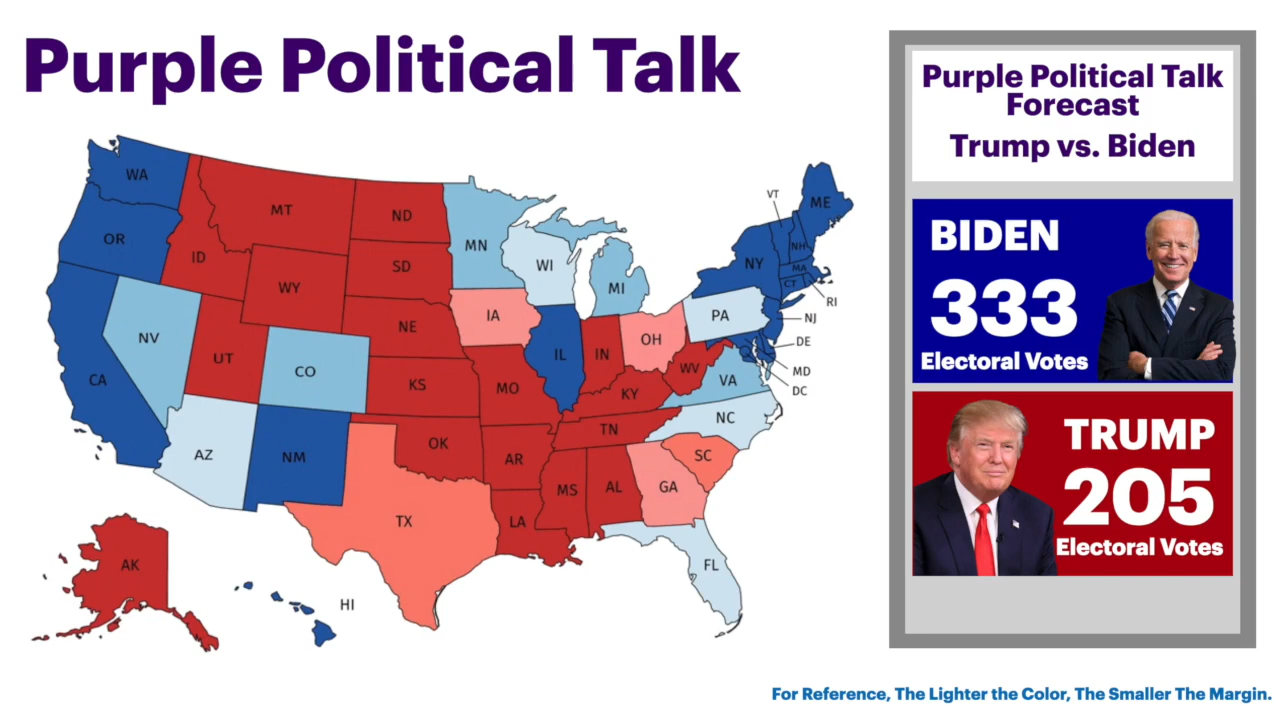 Purple Political Talk
Purple Political Talk
Forecast
Trump vs. Biden
BIDEN
333
Electoral Votes
TRUMP
205
Electoral Votes
WA
OR
CA
NV
ID
MT
WY
UT
AZ
CO
NM
ND
SD
NE
KS
OK
TX
MN
IA
MO
AR
LA
WI
IL
MI
IN
OH
KY
TN
MS
AL
GA
FL
SC
NC
VA
WV
PA
NY
VT
NH
ME
MA
CT
RI
NJ
DE
MD
DC
AK
HI
For Reference, The Lighter the Color, The Smaller The Margin.